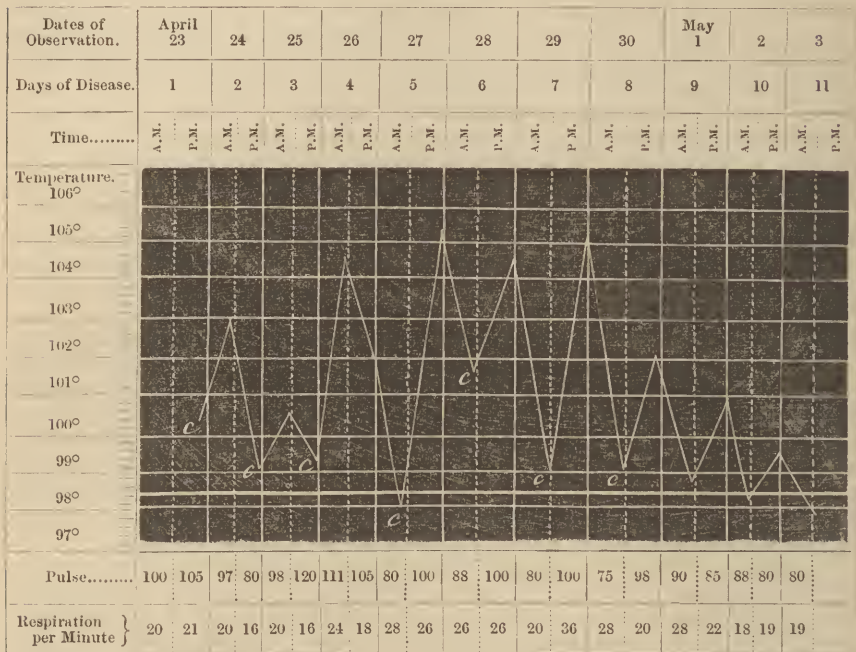 Dates of Observation. April 23 24 25 26 27 28 29 30 May 1 2 3
Days of Disease. 1 2 3 4 5 6 7 8 9 10 11
Time......... A.M. P.M. A.M. P.M. A.M. P.M. A.M. P.M. A.M. P.M. A.M. P.M. A.M. P.M. A.M. P.M. A.M. P.M. A.M. P.M. A.M. P.M.
Temperature.
106°
105°
104°
103°
102°
101°
100°
99°
98°
97°
c c c c c c c
Pulse......... 100 105 97 80 98 120 111 105 80 100 88 100 80 100 75 98 90 85 88 80 80
Respiration per Minute } 20 21 20 16 20 16 24 18 28 26 26 26 20 36 28 20 28 22 18 19 19